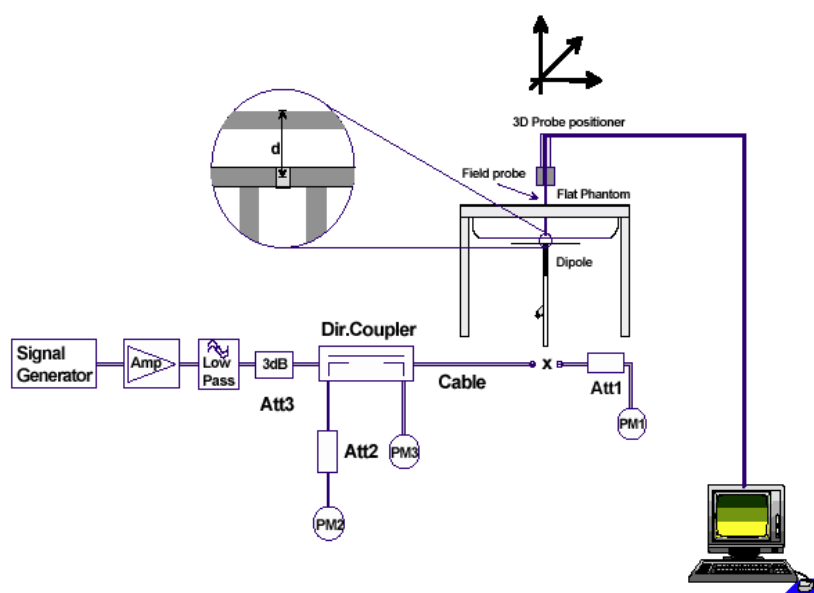 3D Probe positioner
d
Field probe
Flat Phantom
Dipole
Dir.Coupler
Signal
Generator
Amp
Low
Pass
3dB
Cable
x
Att1
Att3
PM1
Att2
PM3
PM2